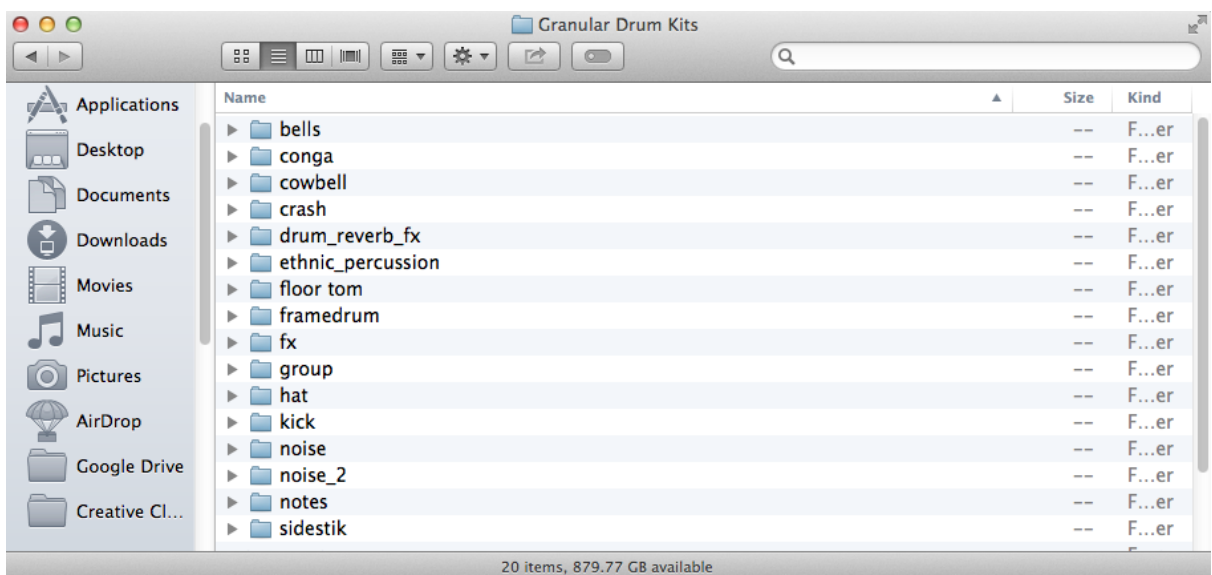 Granular Drum Kits
Applications
Desktop
Documents
Downloads
Movies
Music
Pictures
AirDrop
Google Drive
Creative Cl...
Name Size Kind
bells -- F...er
conga -- F...er
cowbell -- F...er
crash -- F...er
drum_reverb_fx -- F...er
ethnic_percussion -- F...er
floor tom -- F...er
framedrum -- F...er
fx -- F...er
group -- F...er
hat -- F...er
kick -- F...er
noise -- F...er
noise_2 -- F...er
notes -- F...er
sidestik -- F...er
20 items, 879.77 GB available